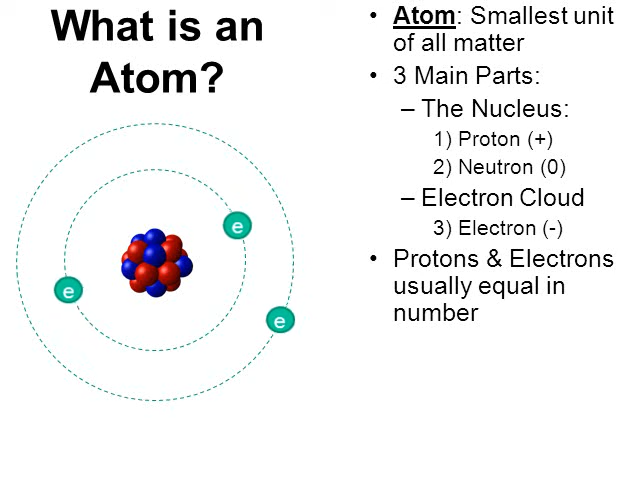 What is an
Atom?
e
e
e
• Atom: Smallest unit
of all matter
• 3 Main Parts:
– The Nucleus:
1) Proton (+)
2) Neutron (0)
– Electron Cloud
3) Electron (-)
• Protons & Electrons
usually equal in
number